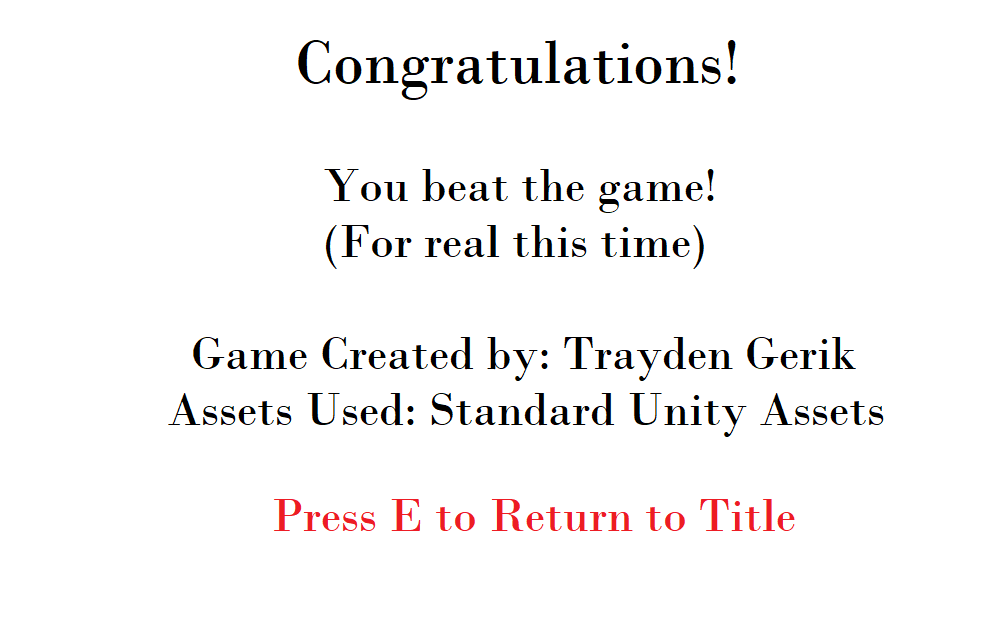 Congratulations!
You beat the game!
(For real this time)
Game Created by: Trayden Gerik
Assets Used: Standard Unity Assets
Press E to Return to Title